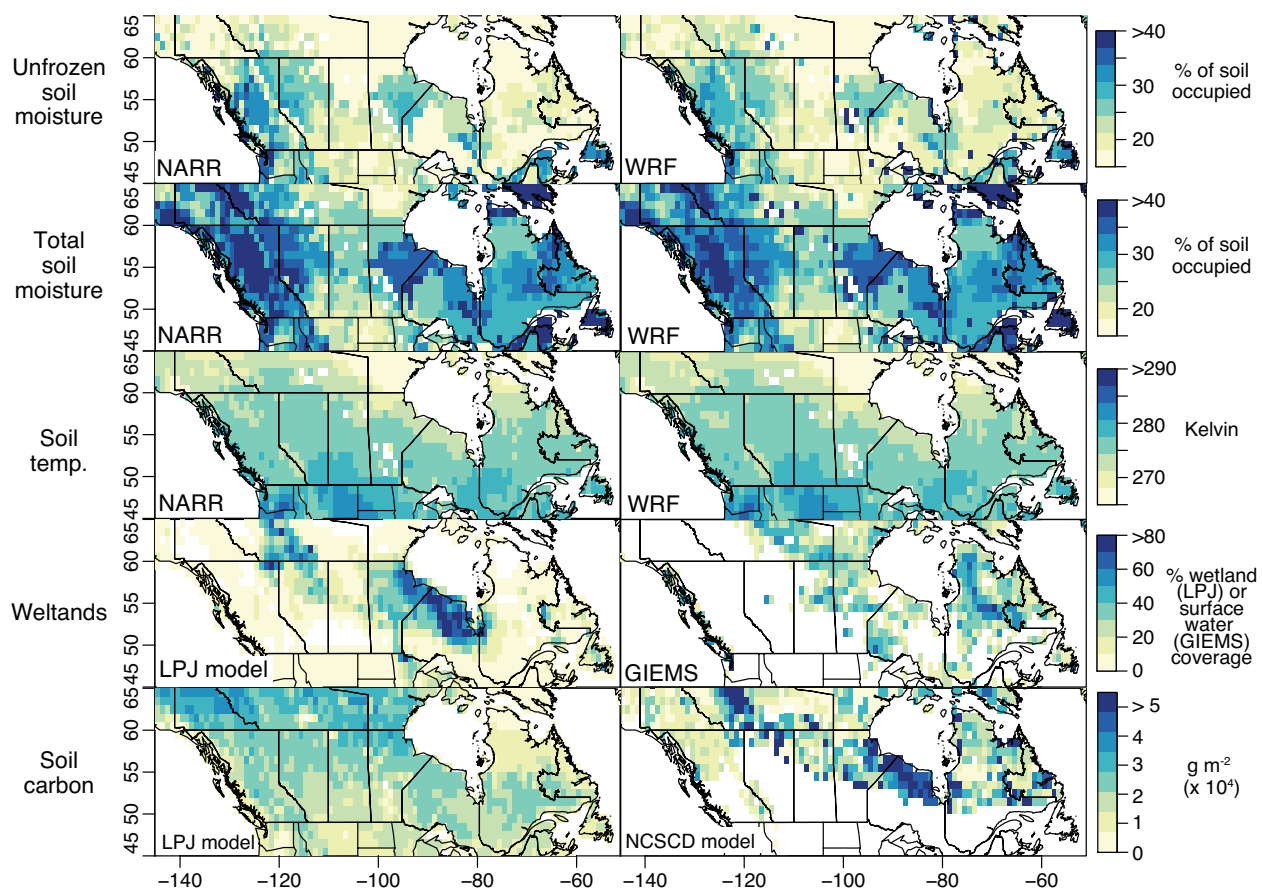 Unfrozen
soil
moisture
65
60
55
50
45
NARR
WRF
>40
30
20
% of soil
occupied
Total
soil
moisture
65
60
55
50
45
NARR
WRF
>40
30
20
% of soil
occupied
Soil
temp.
65
60
55
50
45
NARR
WRF
>290
280
270
Kelvin
Weltands
65
60
55
50
45
LPJ model
GIEMS
>80
60
40
20
0
% wetland
(LPJ) or
surface
water
(GIEMS)
coverage
Soil
carbon
65
60
55
50
45
LPJ model
NCSCD model
> 5
4
3
2
1
0
g m⁻²
(x 10⁴)
−140 −120 −100 −80 −60 −140 −120 −100 −80 −60